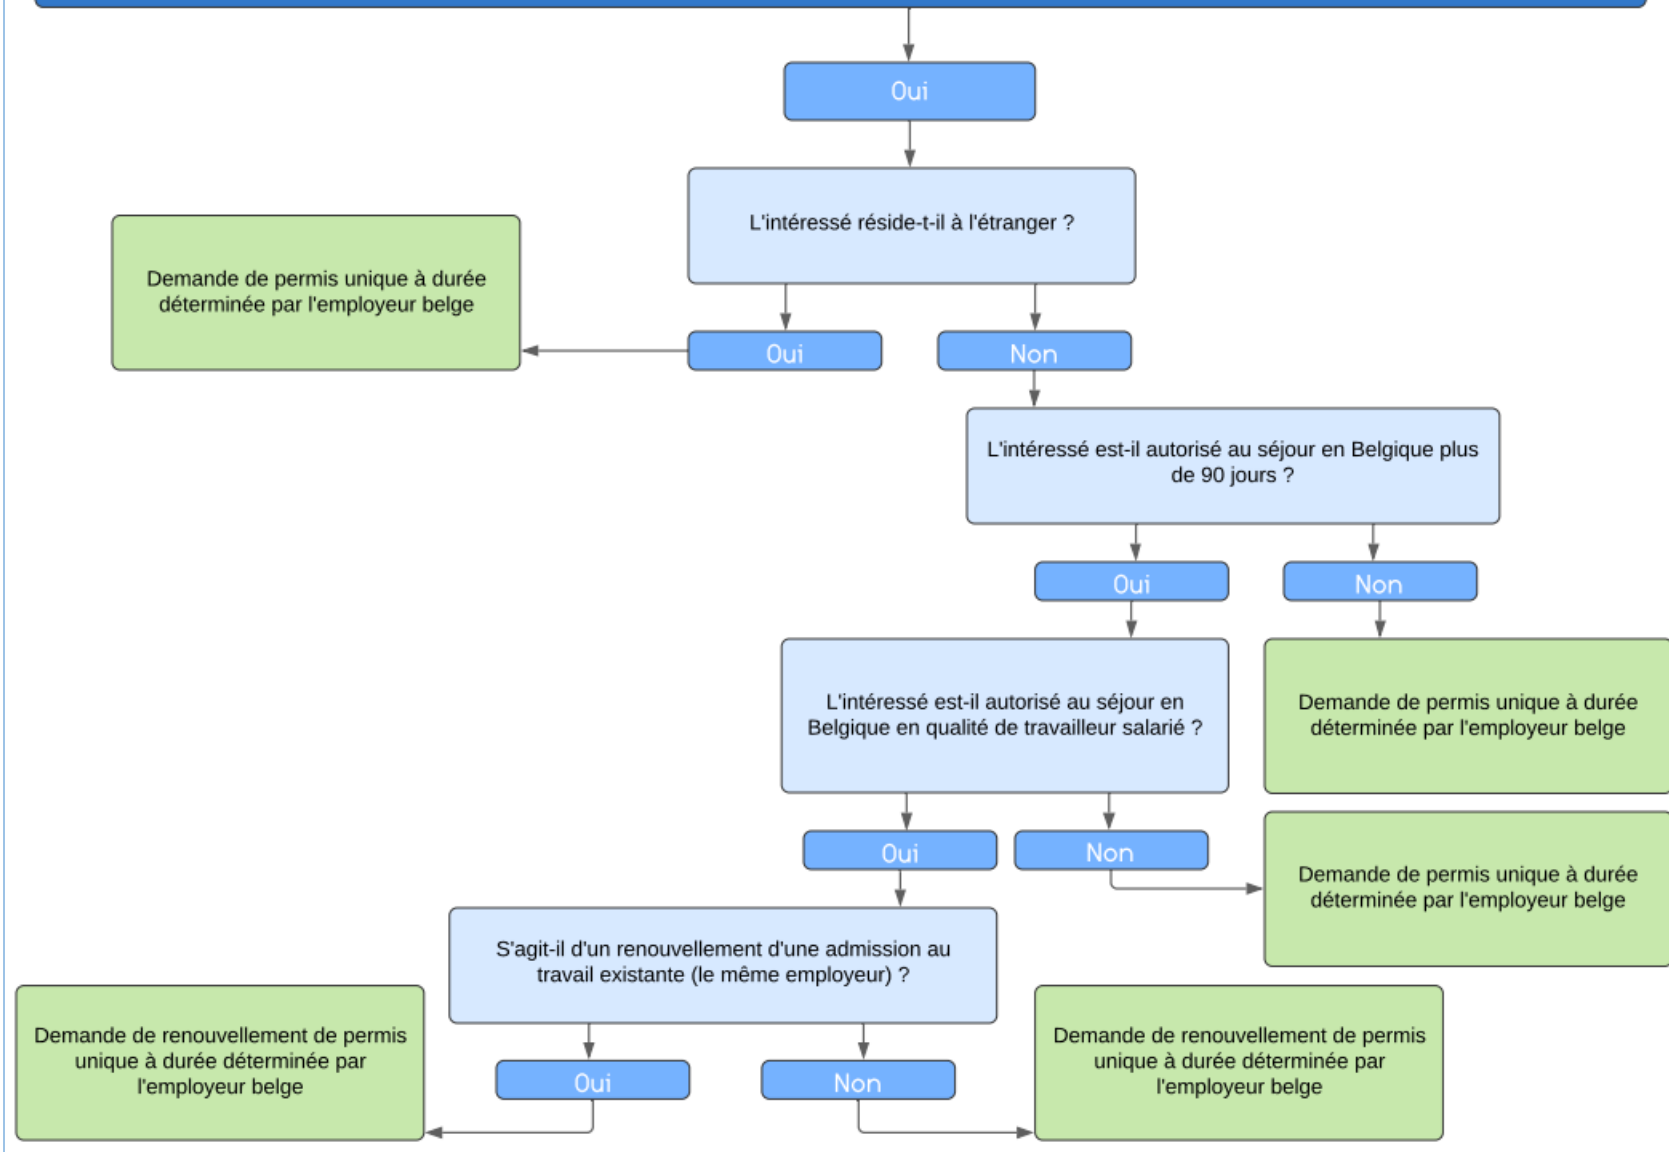 Oui
L'intéressé réside-t-il à l'étranger ?
Demande de permis unique à durée
déterminée par l'employeur belge
Oui
Non
L'intéressé est-il autorisé au séjour en Belgique plus
de 90 jours ?
Oui
Non
L'intéressé est-il autorisé au séjour en
Belgique en qualité de travailleur salarié ?
Demande de permis unique à durée
déterminée par l'employeur belge
Oui
Non
Demande de permis unique à durée
déterminée par l'employeur belge
S'agit-il d'un renouvellement d'une admission au
travail existante (le même employeur) ?
Demande de renouvellement de permis
unique à durée déterminée par
l'employeur belge
Oui
Non
Demande de renouvellement de permis
unique à durée déterminée par
l'employeur belge